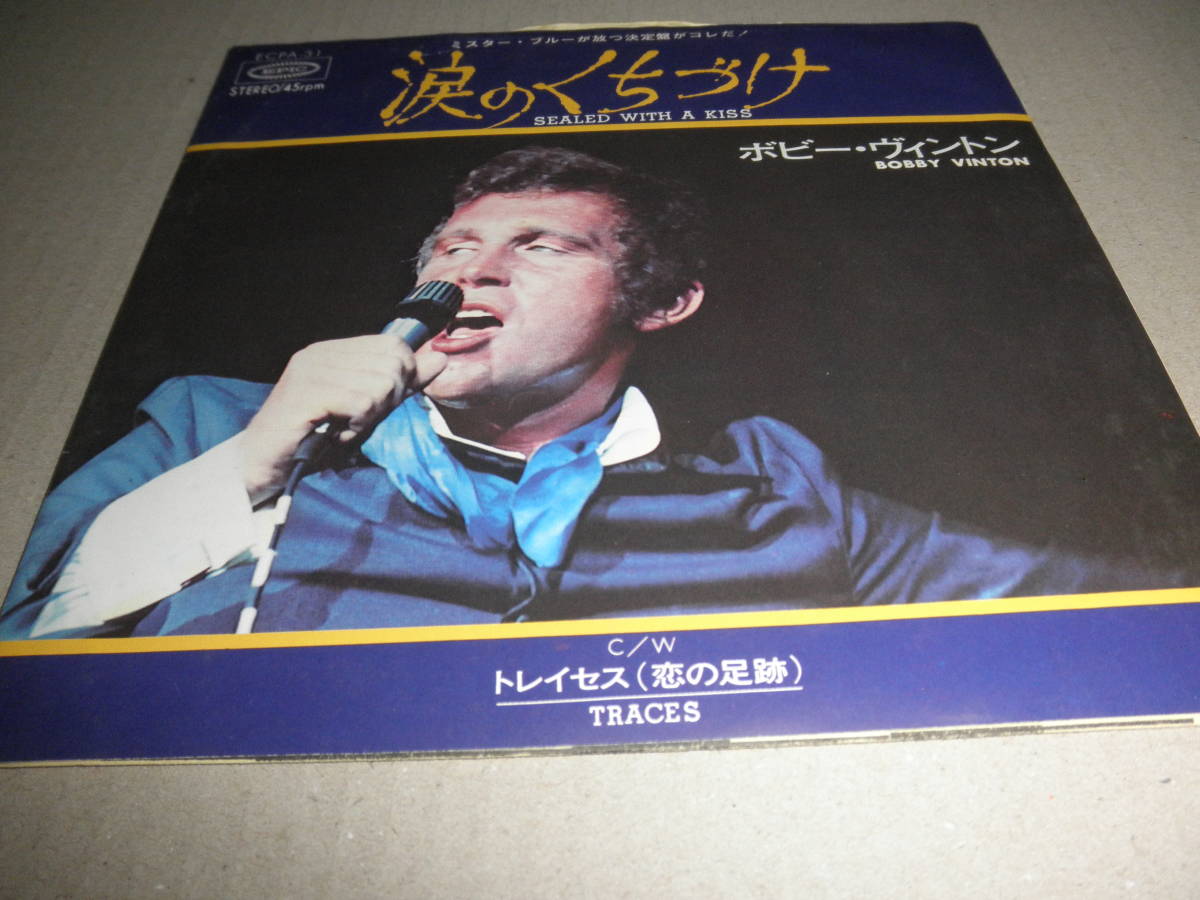 ミスター・ブルーが放つ決定盤がコレだ!
ECPA-31
EPIC
STEREO/45rpm
涙のくちづけ
SEALED WITH A KISS
ボビー・ヴィントン
BOBBY VINTON
C/W
トレイセス(恋の足跡)
TRACES